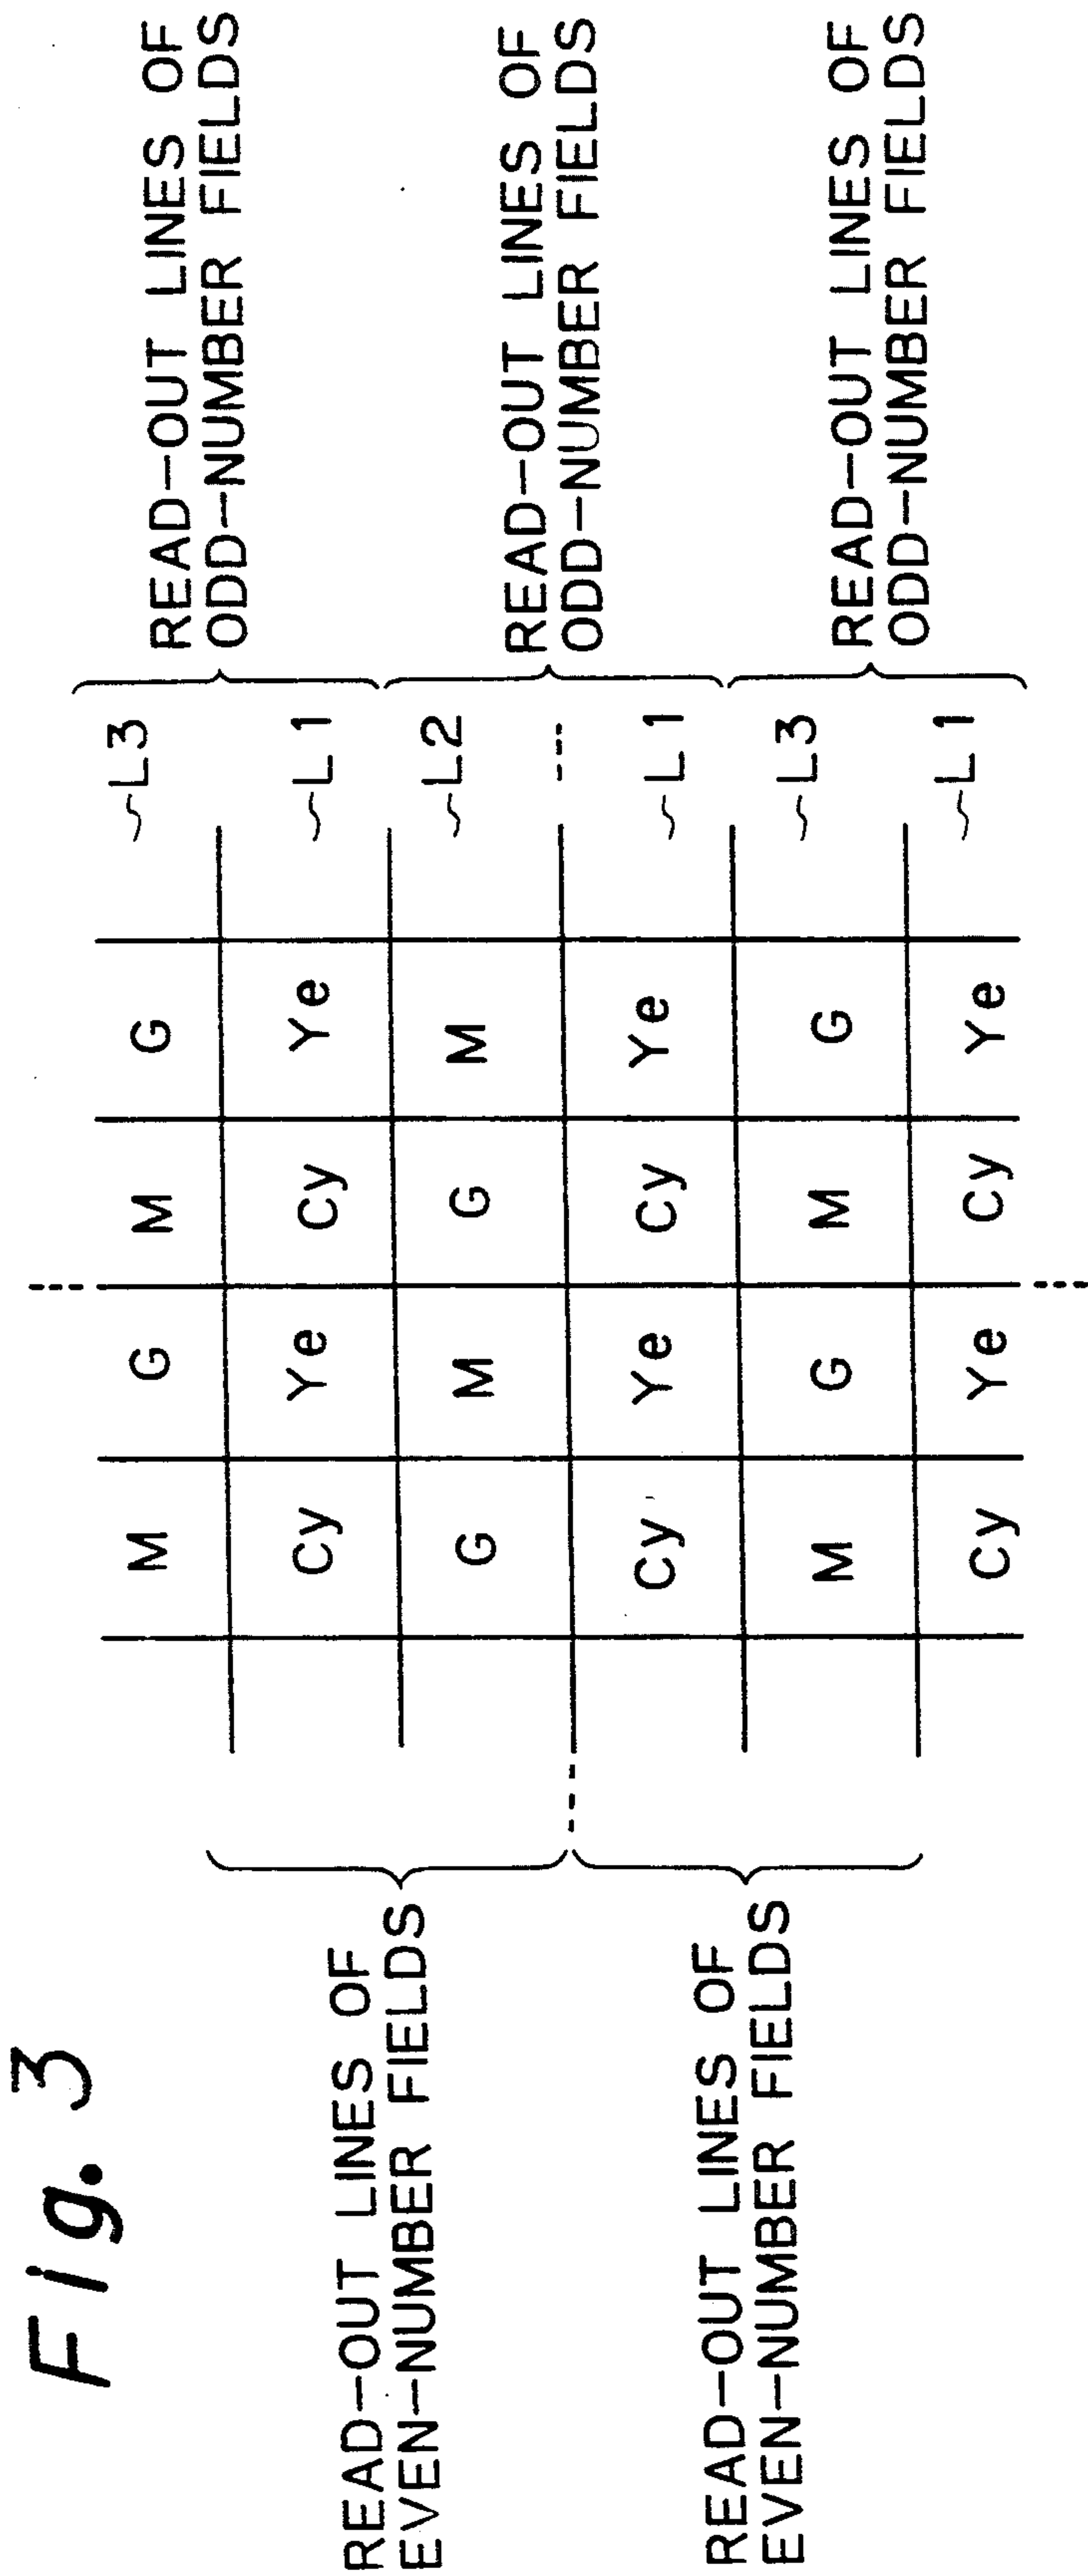 Fig. 3
READ-OUT LINES OF
EVEN-NUMBER FIELDS
READ-OUT LINES OF
EVEN-NUMBER FIELDS
M G M G L3
Cy Ye Cy Ye L1
G M G M L2
Cy Ye Cy Ye L1
M G M G L3
Cy Ye Cy Ye L1
READ-OUT LINES OF
ODD-NUMBER FIELDS
READ-OUT LINES OF
ODD-NUMBER FIELDS
READ-OUT LINES OF
ODD-NUMBER FIELDS